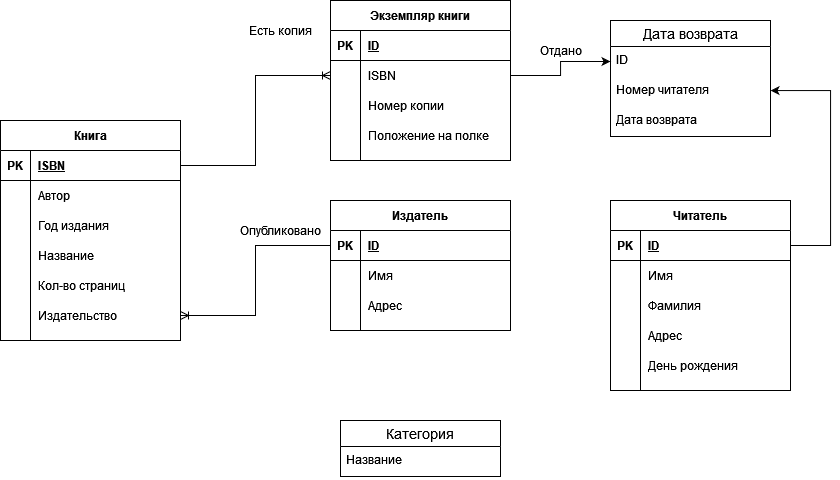 Есть копия
Экземпляр книги
PK ID
ISBN
Номер копии
Положение на полке
Отдано
Дата возврата
ID
Номер читателя
Дата возврата
Книга
PK ISBN
Автор
Год издания
Название
Кол-во страниц
Издательство
Опубликовано
Издатель
PK ID
Имя
Адрес
Читатель
PK ID
Имя
Фамилия
Адрес
День рождения
Категория
Название